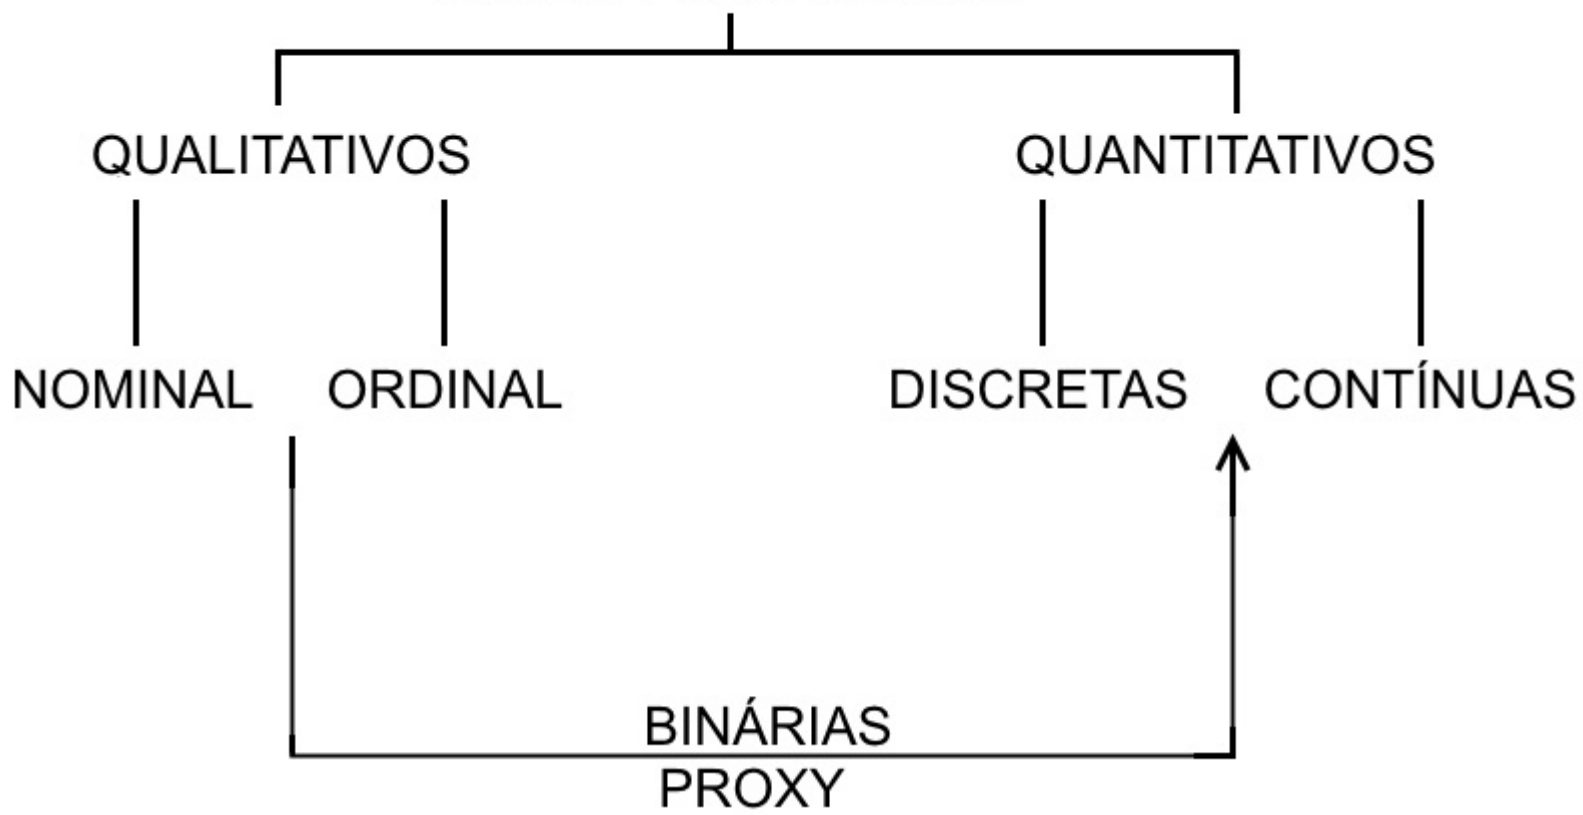 QUALITATIVOS
QUANTITATIVOS
NOMINAL
ORDINAL
DISCRETAS
CONTÍNUAS
BINÁRIAS
PROXY